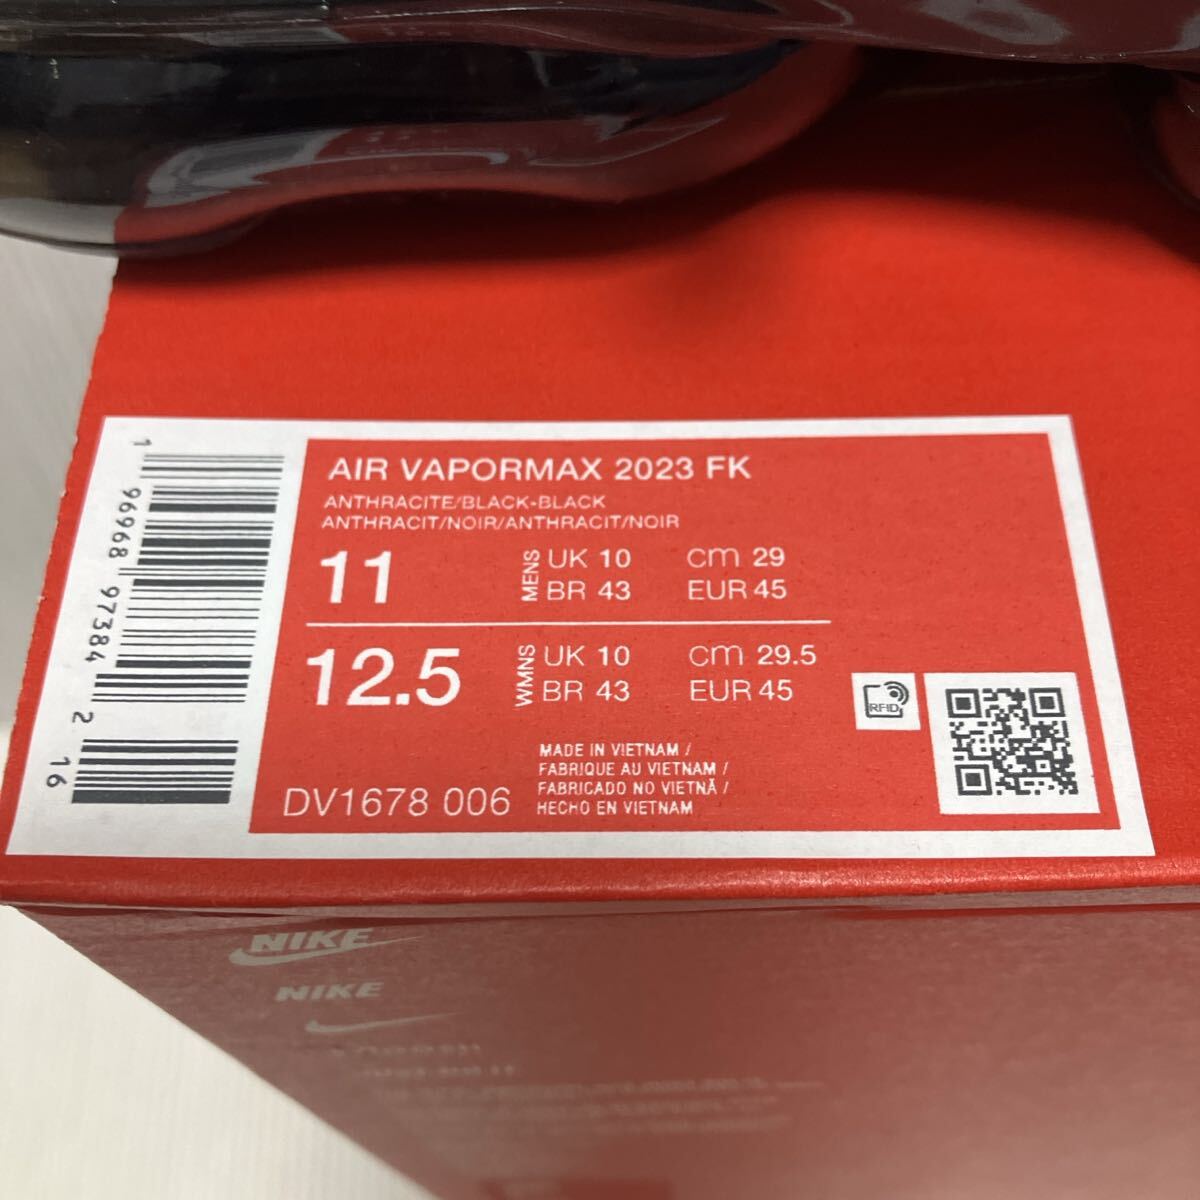 AIR VAPORMAX 2023 FK
ANTHRACITE/BLACK-BLACK
ANTHRACIT/NOIR/ANTHRACIT/NOIR
11 MENS UK 10 cm 29
BR 43 EUR 45
12.5 WMNS UK 10 cm 29.5
BR 43 EUR 45
RFID
DV1678 006
MADE IN VIETNAM /
FABRIQUE AU VIETNAM /
FABRICADO NO VIETNÃ /
HECHO EN VIETNAM
1 96968 97384 2 16
NIKE
NIKE